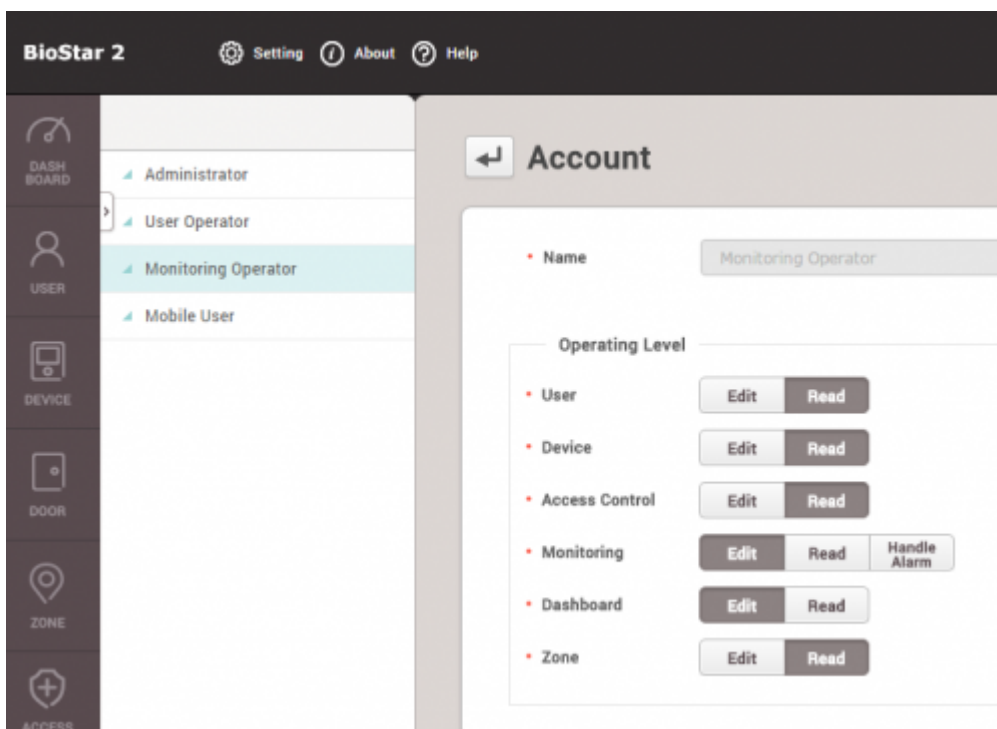 BioStar 2 Setting About Help
DASH
BOARD
USER
DEVICE
DOOR
ZONE
ACCESS
Administrator
User Operator
Monitoring Operator
Mobile User
Account
• Name Monitoring Operator
Operating Level
• User Edit Read
• Device Edit Read
• Access Control Edit Read
• Monitoring Edit Read Handle Alarm
• Dashboard Edit Read
• Zone Edit Read